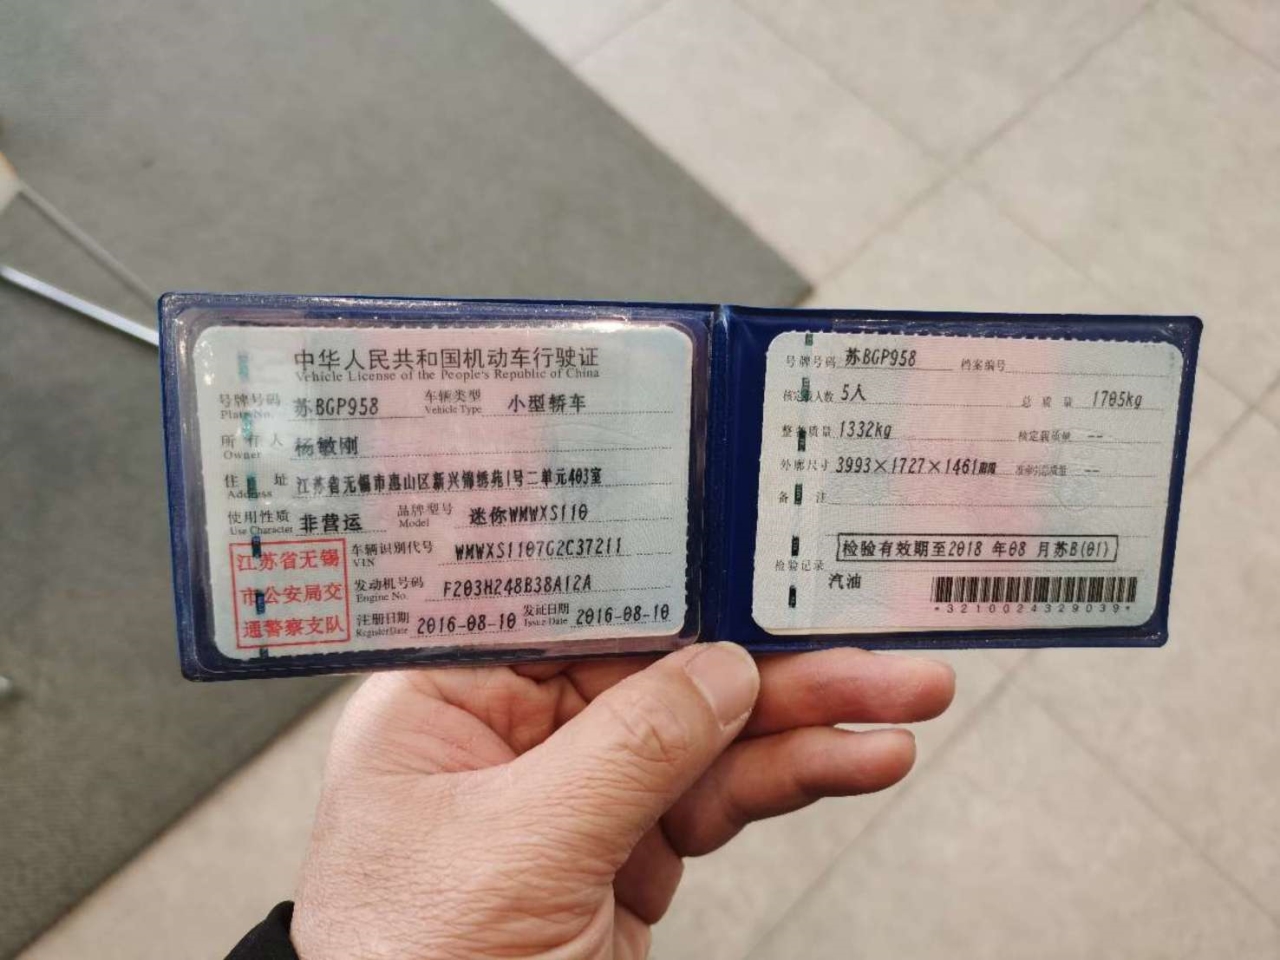 中华人民共和国机动车行驶证
Vehicle License of the People's Republic of China
号牌号码 苏BGP958 车辆类型 小型轿车
Plate No. Vehicle Type
所有人 杨敏刚
Owner
住址 江苏省无锡市惠山区新兴锦绣苑1号二单元403室
Address
使用性质 非营运 品牌型号 迷你WMWXS110
Use Character Model
江苏省无锡
市公安局交
通警察支队
车辆识别代号 WMWXS1107G2C37211
VIN
发动机号码 F203H248B38A12A
Engine No.
注册日期 2016-08-10 发证日期 2016-08-10
Register Date Issue Date
号牌号码 苏BGP958 档案编号
核定载人数 5人 总质量 1705kg
整备质量 1332kg 核定载质量 --
外廓尺寸 3993×1727×1461 准牵引总质量 --
备注
检验有效期至2018 年08 月苏B(01)
检验记录
汽油
*3210024329039*